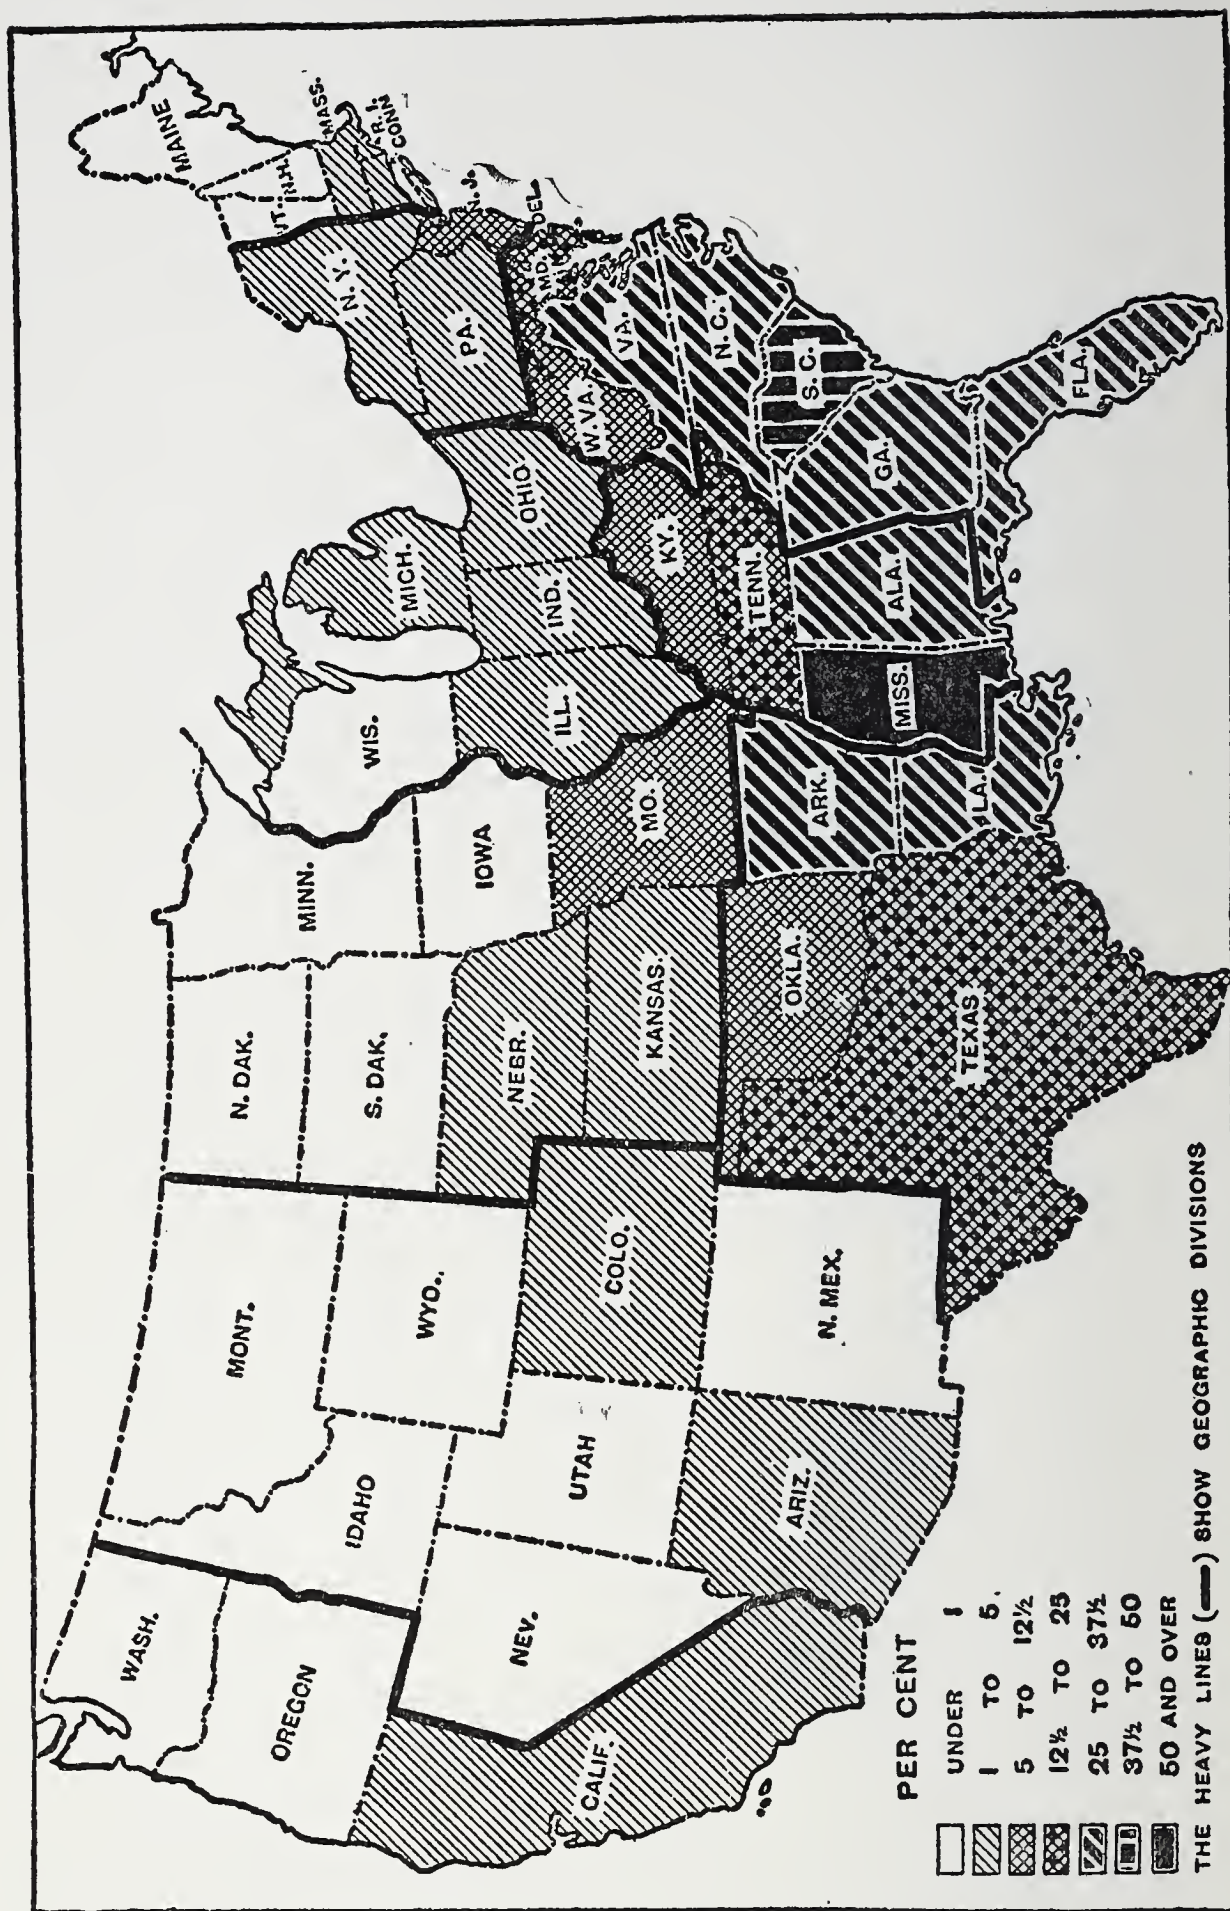 WASH.
OREGON
CALIF.
NEV.
IDAHO
MONT.
WYO.
UTAH
COLO.
ARIZ.
N. MEX.
N. DAK.
S. DAK.
NEBR.
KANSAS.
OKLA.
TEXAS
MINN.
IOWA
MO.
ARK.
LA.
WIS.
ILL.
MICH.
IND.
OHIO
KY.
TENN.
MISS.
ALA.
MAINE
VT.
N.H.
MASS.
R. I.
CONN
N. Y.
PA.
N. J.
DEL.
MD.
W. VA.
VA.
N. C.
S. C.
GA.
FLA.
PER CENT
UNDER 1
1 TO 5.
5 TO 12½
12½ TO 25
25 TO 37½
37½ TO 50
50 AND OVER
THE HEAVY LINES (━) SHOW GEOGRAPHIC DIVISIONS